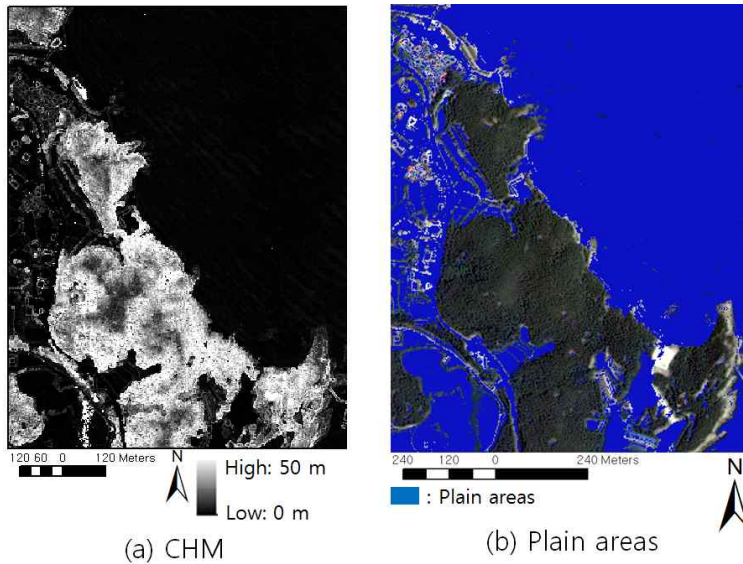 120 60 0 120 Meters
N
High: 50 m
Low: 0 m
(a) CHM
240 120 0 240 Meters
N
: Plain areas
(b) Plain areas